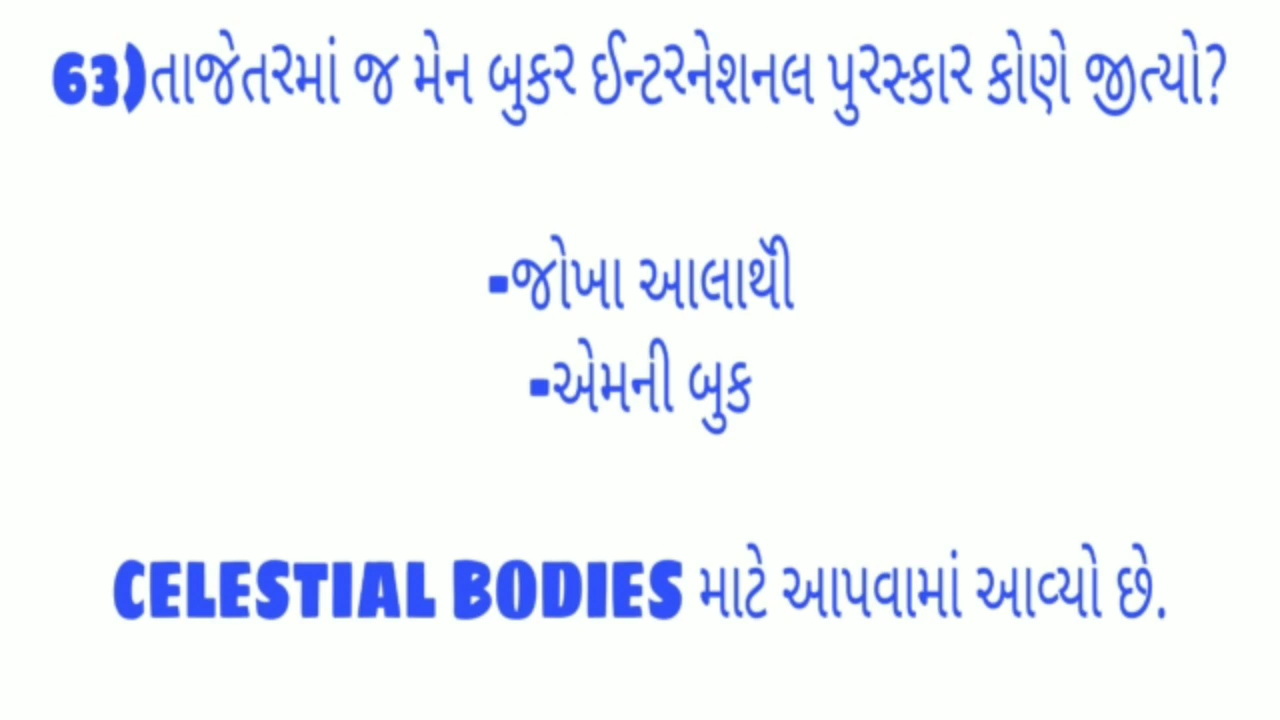 63)તાજેતરમાં જ મેન બુકર ઈન્ટરનેશનલ પુરસ્કાર કોણે જીત્યો?
-જોખા આલાર્થી
-એમની બુક
CELESTIAL BODIES માટે આપવામાં આવ્યો છે.